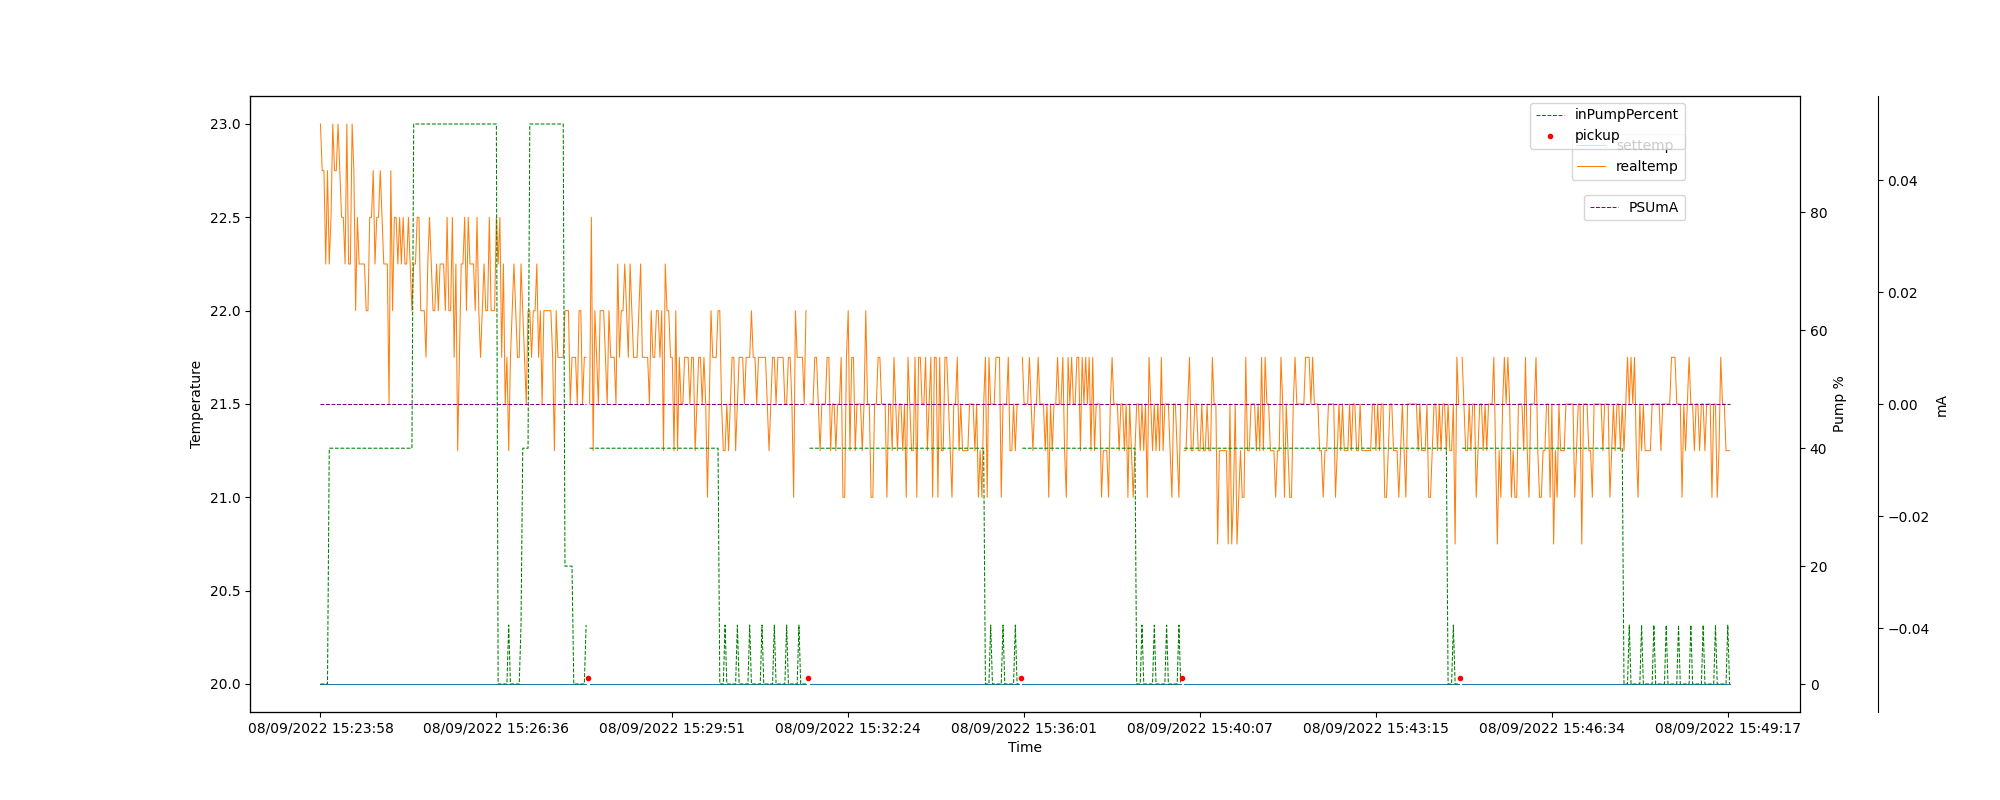 inPumpPercent
pickup
settemp
realtemp
PSUmA
23.0
22.5
22.0
21.5
21.0
20.5
20.0
Temperature
80
60
40
20
0
Pump %
0.04
0.02
0.00
−0.02
−0.04
mA
08/09/2022 15:23:58
08/09/2022 15:26:36
08/09/2022 15:29:51
08/09/2022 15:32:24
08/09/2022 15:36:01
08/09/2022 15:40:07
08/09/2022 15:43:15
08/09/2022 15:46:34
08/09/2022 15:49:17
Time